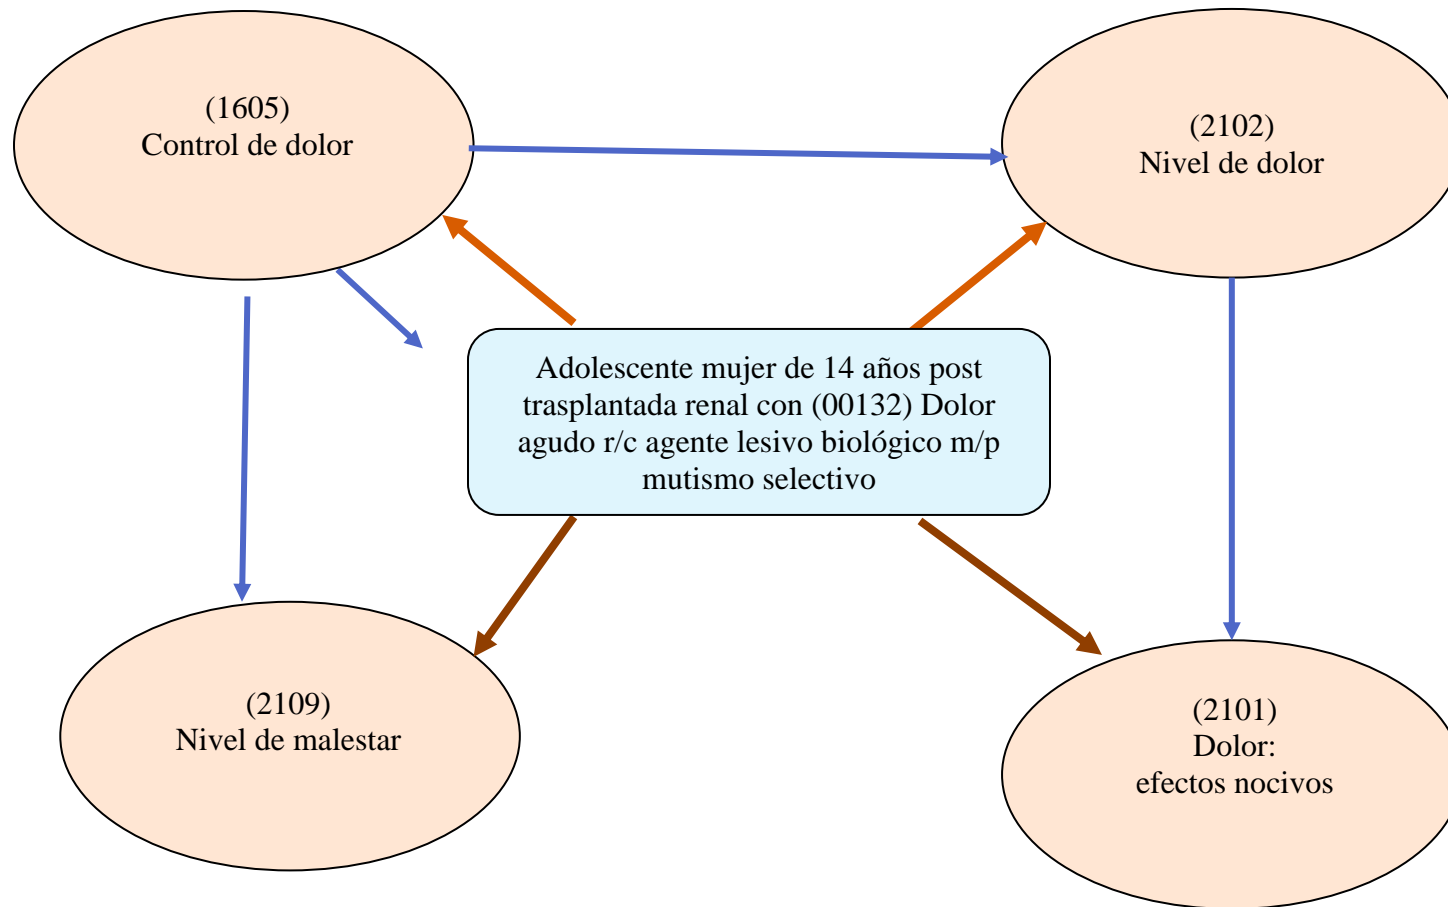 (1605)
Control de dolor
(2102)
Nivel de dolor
Adolescente mujer de 14 años post
trasplantada renal con (00132) Dolor
agudo r/c agente lesivo biológico m/p
mutismo selectivo
(2109)
Nivel de malestar
(2101)
Dolor:
efectos nocivos